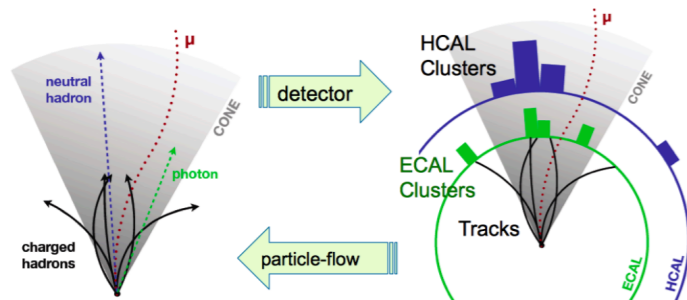 μ
neutral
hadron
CONE
photon
charged
hadrons
detector
particle-flow
μ
HCAL
Clusters
CONE
ECAL
Clusters
Tracks
ECAL
HCAL